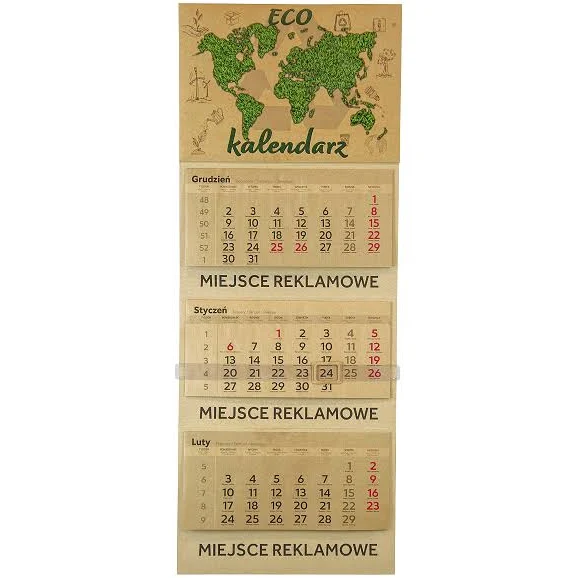 ECO
kalendarz
Grudzień
48 1
49 2 3 4 5 6 7 8
50 9 10 11 12 13 14 15
51 16 17 18 19 20 21 22
52 23 24 25 26 27 28 29
1 30 31
MIEJSCE REKLAMOWE
Styczeń
1 1 2 3 4 5
2 6 7 8 9 10 11 12
3 13 14 15 16 17 18 19
4 20 21 22 23 24 25 26
5 27 28 29 30 31
MIEJSCE REKLAMOWE
Luty
5 1 2
6 3 4 5 6 7 8 9
7 10 11 12 13 14 15 16
8 17 18 19 20 21 22 23
9 24 25 26 27 28 29
MIEJSCE REKLAMOWE